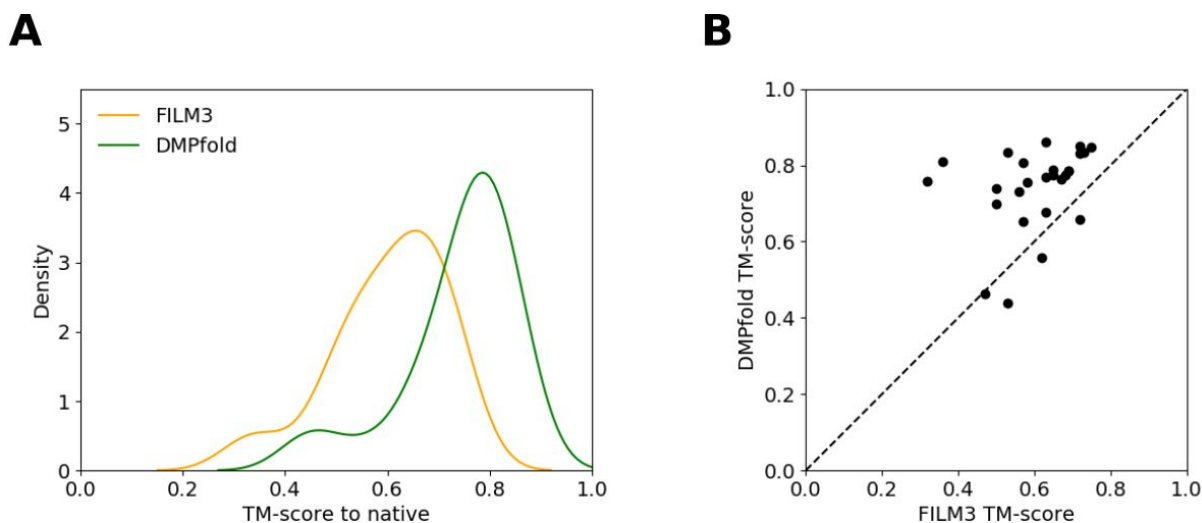 A
5
4
3
2
1
0
Density
FILM3
DMPfold
0.0 0.2 0.4 0.6 0.8 1.0
TM-score to native
B
1.0
0.8
0.6
0.4
0.2
0.0
DMPfold TM-score
0.0 0.2 0.4 0.6 0.8 1.0
FILM3 TM-score